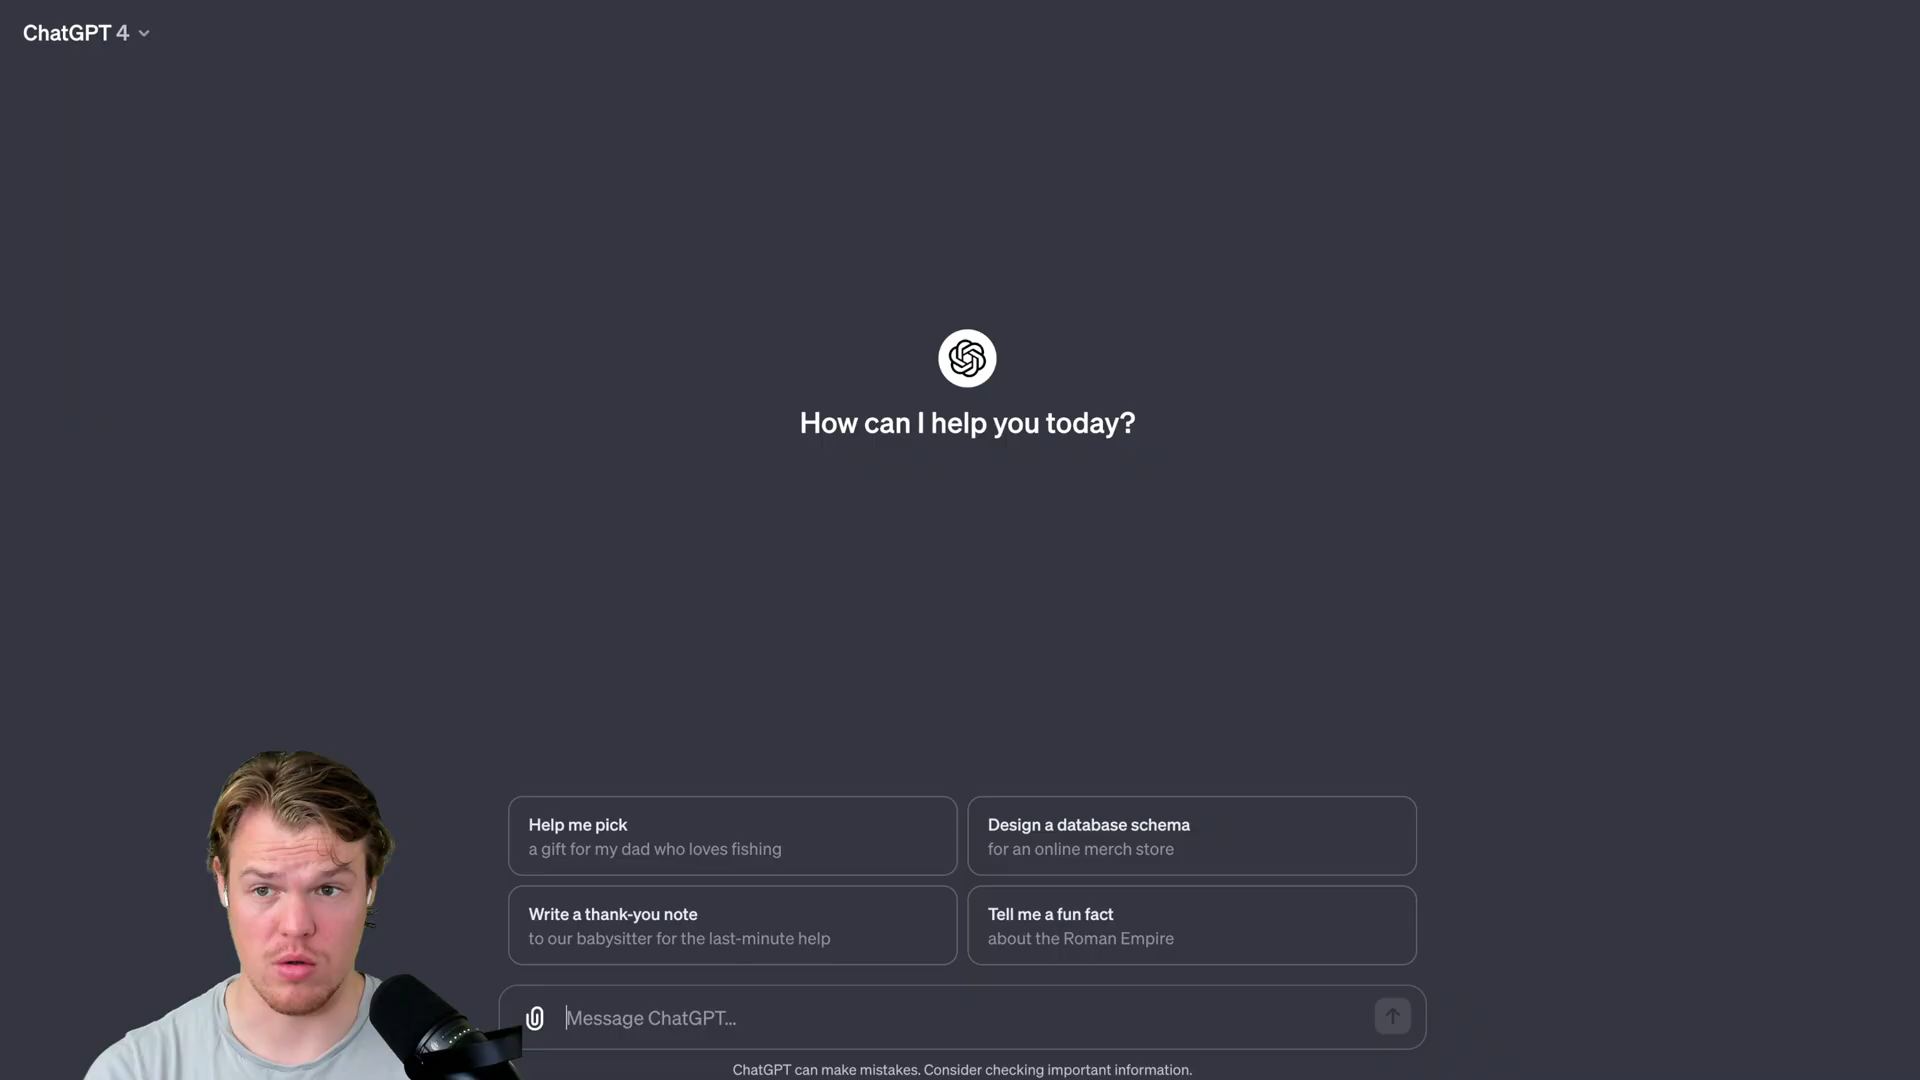 ChatGPT 4
How can I help you today?
Help me pick
a gift for my dad who loves fishing
Design a database schema
for an online merch store
Write a thank-you note
to our babysitter for the last-minute help
Tell me a fun fact
about the Roman Empire
Message ChatGPT...
ChatGPT can make mistakes. Consider checking important information.